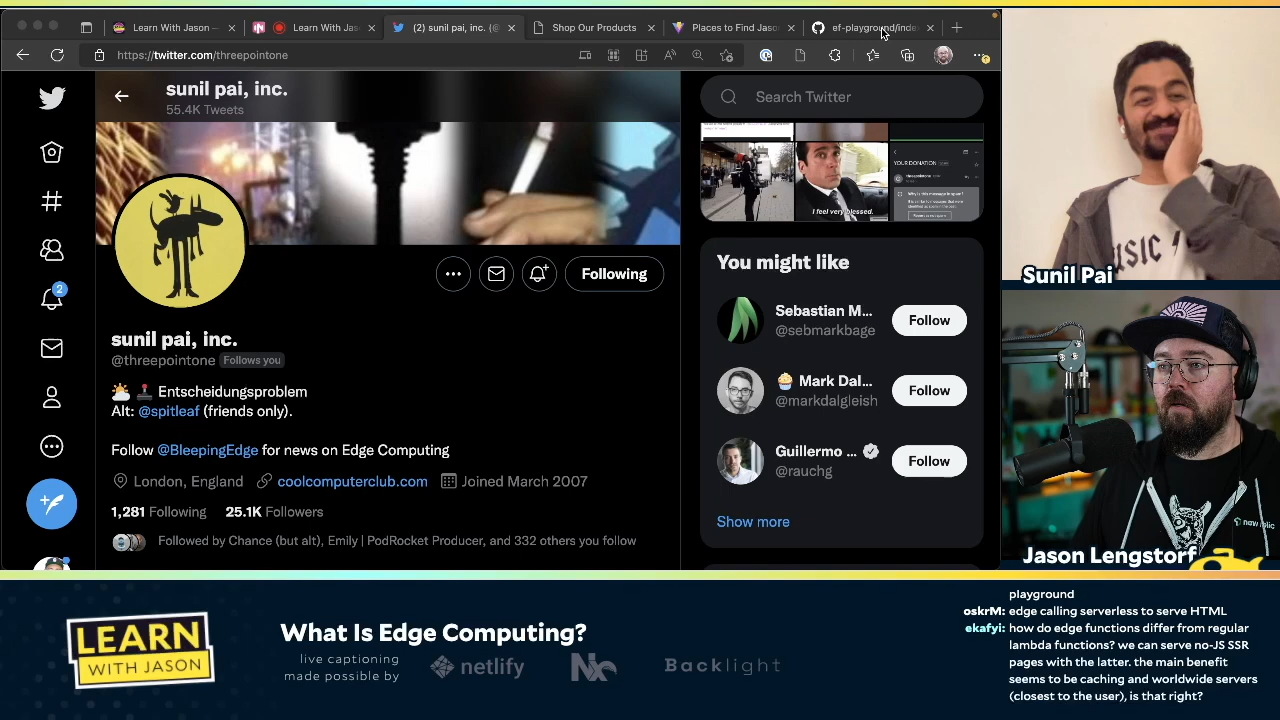 Learn With Jason —
Learn With Jaso
(2) sunil pai, inc. (@
Shop Our Products
Places to Find Jaso
ef-playground/inde
https://twitter.com/threepointone
sunil pai, inc.
55.4K Tweets
Search Twitter
I feel very blessed.
YOUR DONATION
threepointone
Following
You might like
Sebastian M...
@sebmarkbage
Follow
Mark Dal...
@markdalgleish
Follow
Guillermo ...
@rauchg
Follow
Show more
2
sunil pai, inc.
@threepointone Follows you
Entscheidungsproblem
Alt: @spitleaf (friends only).
Follow @BleepingEdge for news on Edge Computing
London, England coolcomputerclub.com Joined March 2007
1,281 Following 25.1K Followers
Followed by Chance (but alt), Emily | PodRocket Producer, and 332 others you follow
Sunil Pai
new relic
Jason Lengstorf
LEARN
WITH JASON
What Is Edge Computing?
live captioning
made possible by
netlify
Nx
Backlight
playground
oskrM: edge calling serverless to serve HTML
ekafyi: how do edge functions differ from regular
lambda functions? we can serve no-JS SSR
pages with the latter. the main benefit
seems to be caching and worldwide servers
(closest to the user), is that right?